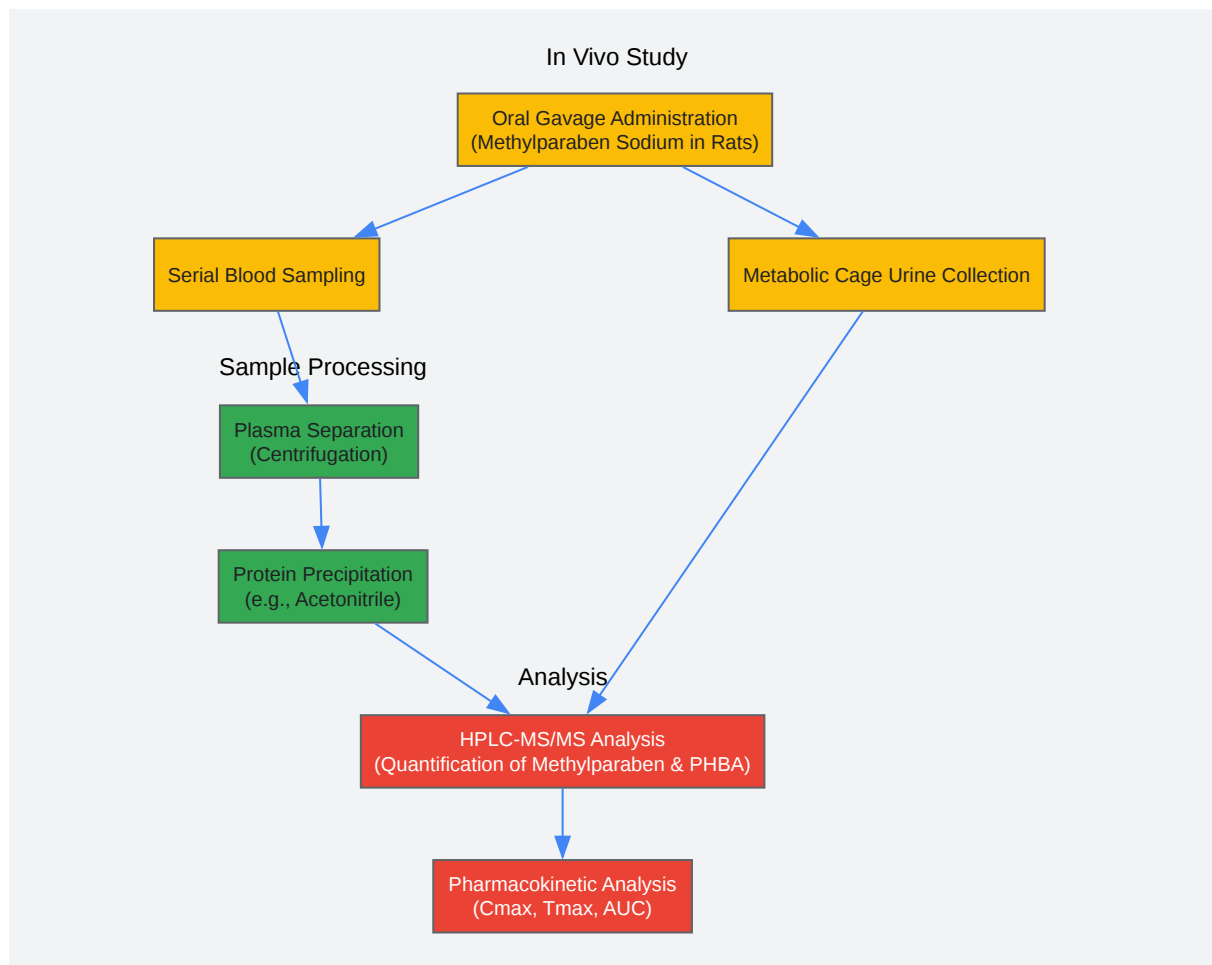 In Vivo Study
Oral Gavage Administration
(Methylparaben Sodium in Rats)
Serial Blood Sampling
Metabolic Cage Urine Collection
Sample Processing
Plasma Separation
(Centrifugation)
Protein Precipitation
(e.g., Acetonitrile)
Analysis
HPLC-MS/MS Analysis
(Quantification of Methylparaben & PHBA)
Pharmacokinetic Analysis
(Cmax, Tmax, AUC)